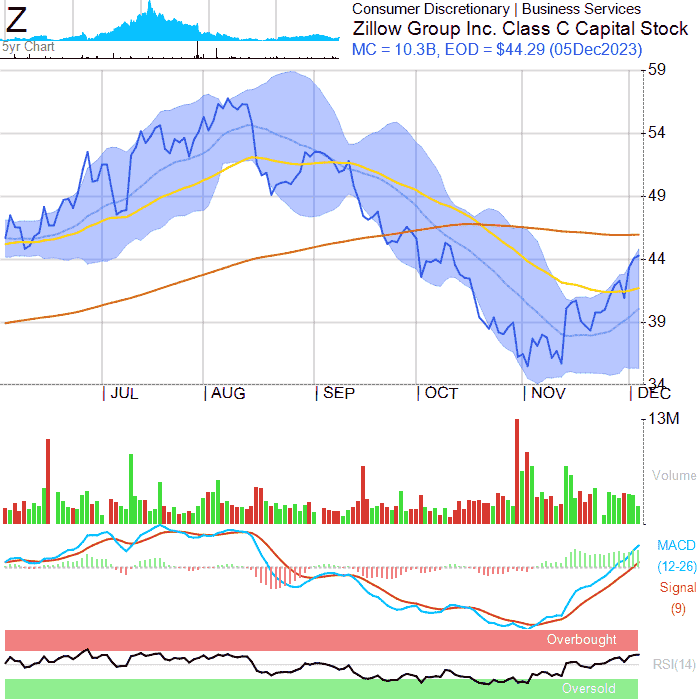 Z
5yr Chart
Consumer Discretionary | Business Services
Zillow Group Inc. Class C Capital Stock
MC = 10.3B, EOD = $44.29 (05Dec2023)
59
54
49
44
39
34
JUL AUG SEP OCT NOV DEC
13M
Volume
MACD
(12-26)
Signal
(9)
Overbought
RSI(14)
Oversold